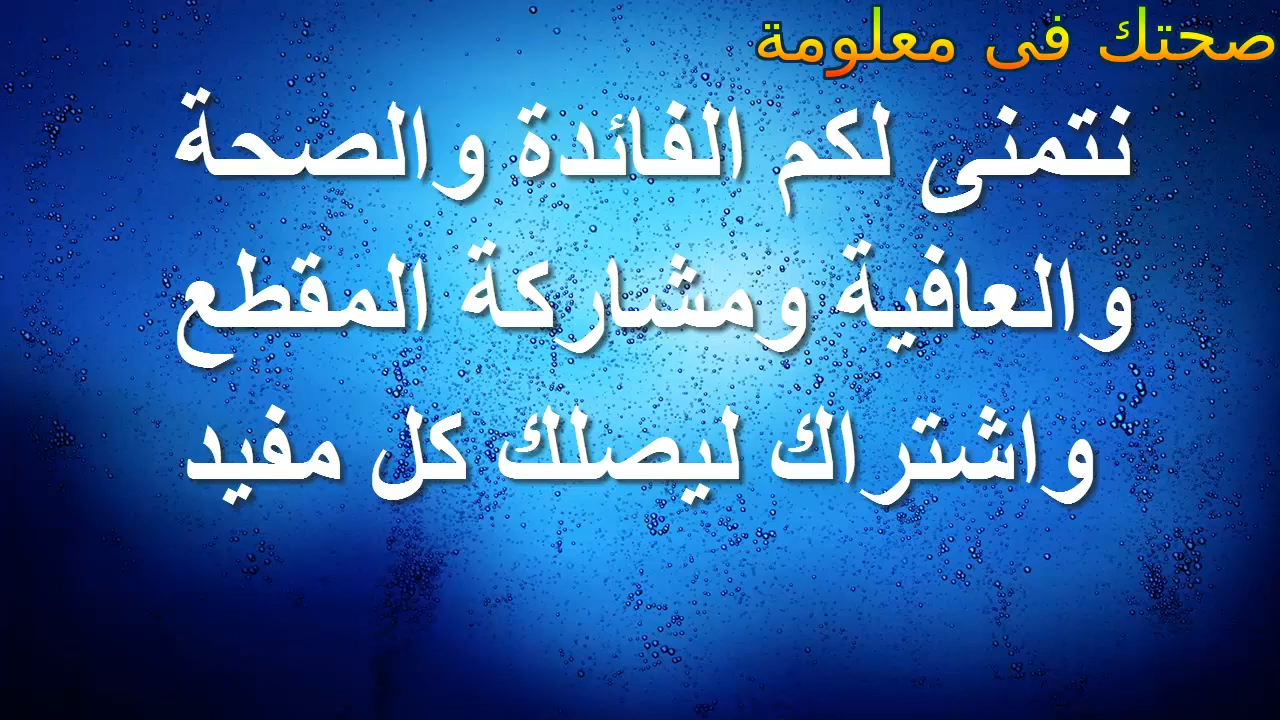 صحتك فى معلومة
نتمنى لكم الفائدة والصحة
والعافية ومشاركة المقطع
واشتراك ليصلك كل مفيد